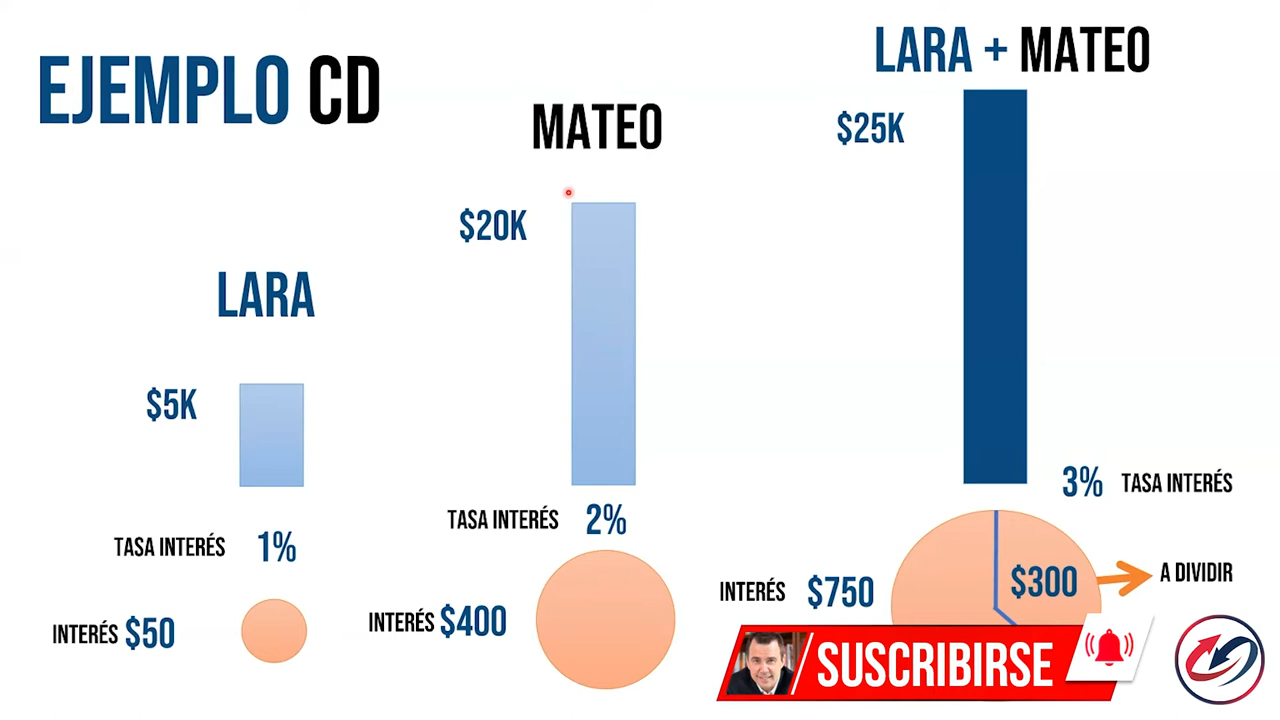 EJEMPLO CD
LARA
$5K
TASA INTERÉS 1%
INTERÉS $50
MATEO
$20K
TASA INTERÉS 2%
INTERÉS $400
LARA + MATEO
$25K
3% TASA INTERÉS
INTERÉS $750
$300
A DIVIDIR
SUSCRIBIRSE